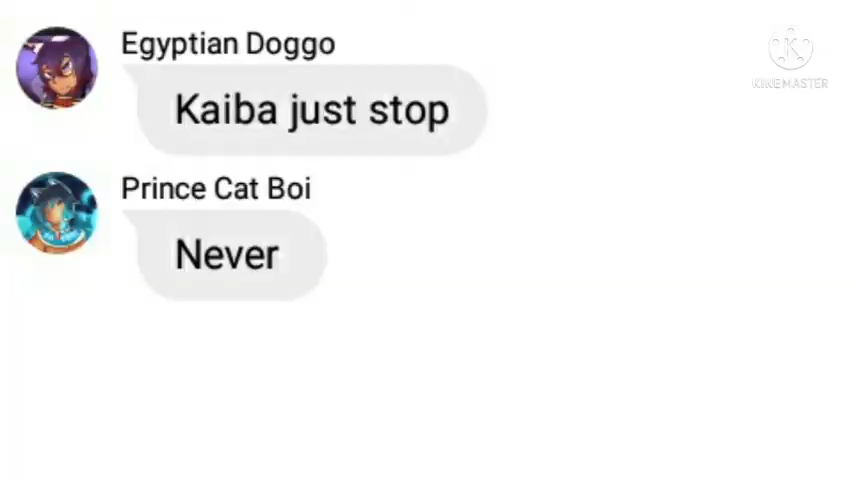 Egyptian Doggo
Kaiba just stop
Prince Cat Boi
Never
K
KINEMASTER